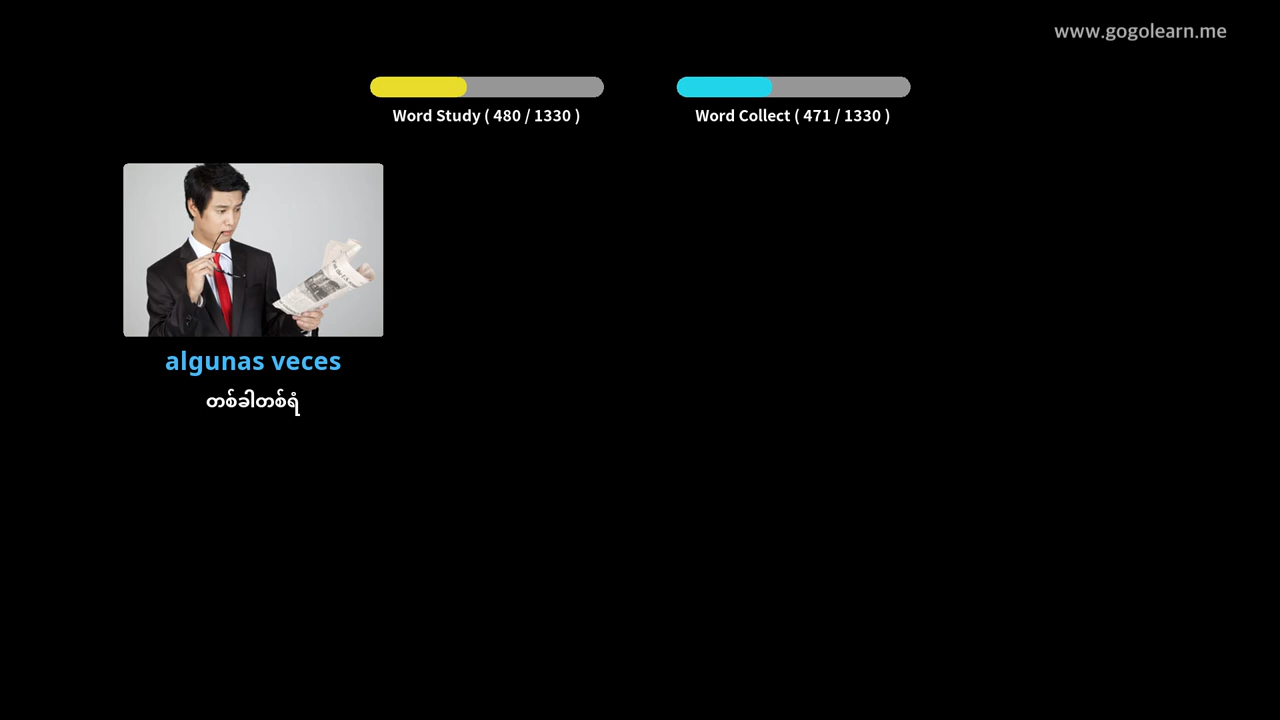 www.gogolearn.me
Word Study ( 480 / 1330 )
Word Collect ( 471 / 1330 )
algunas veces
တစ်ခါတစ်ရံ